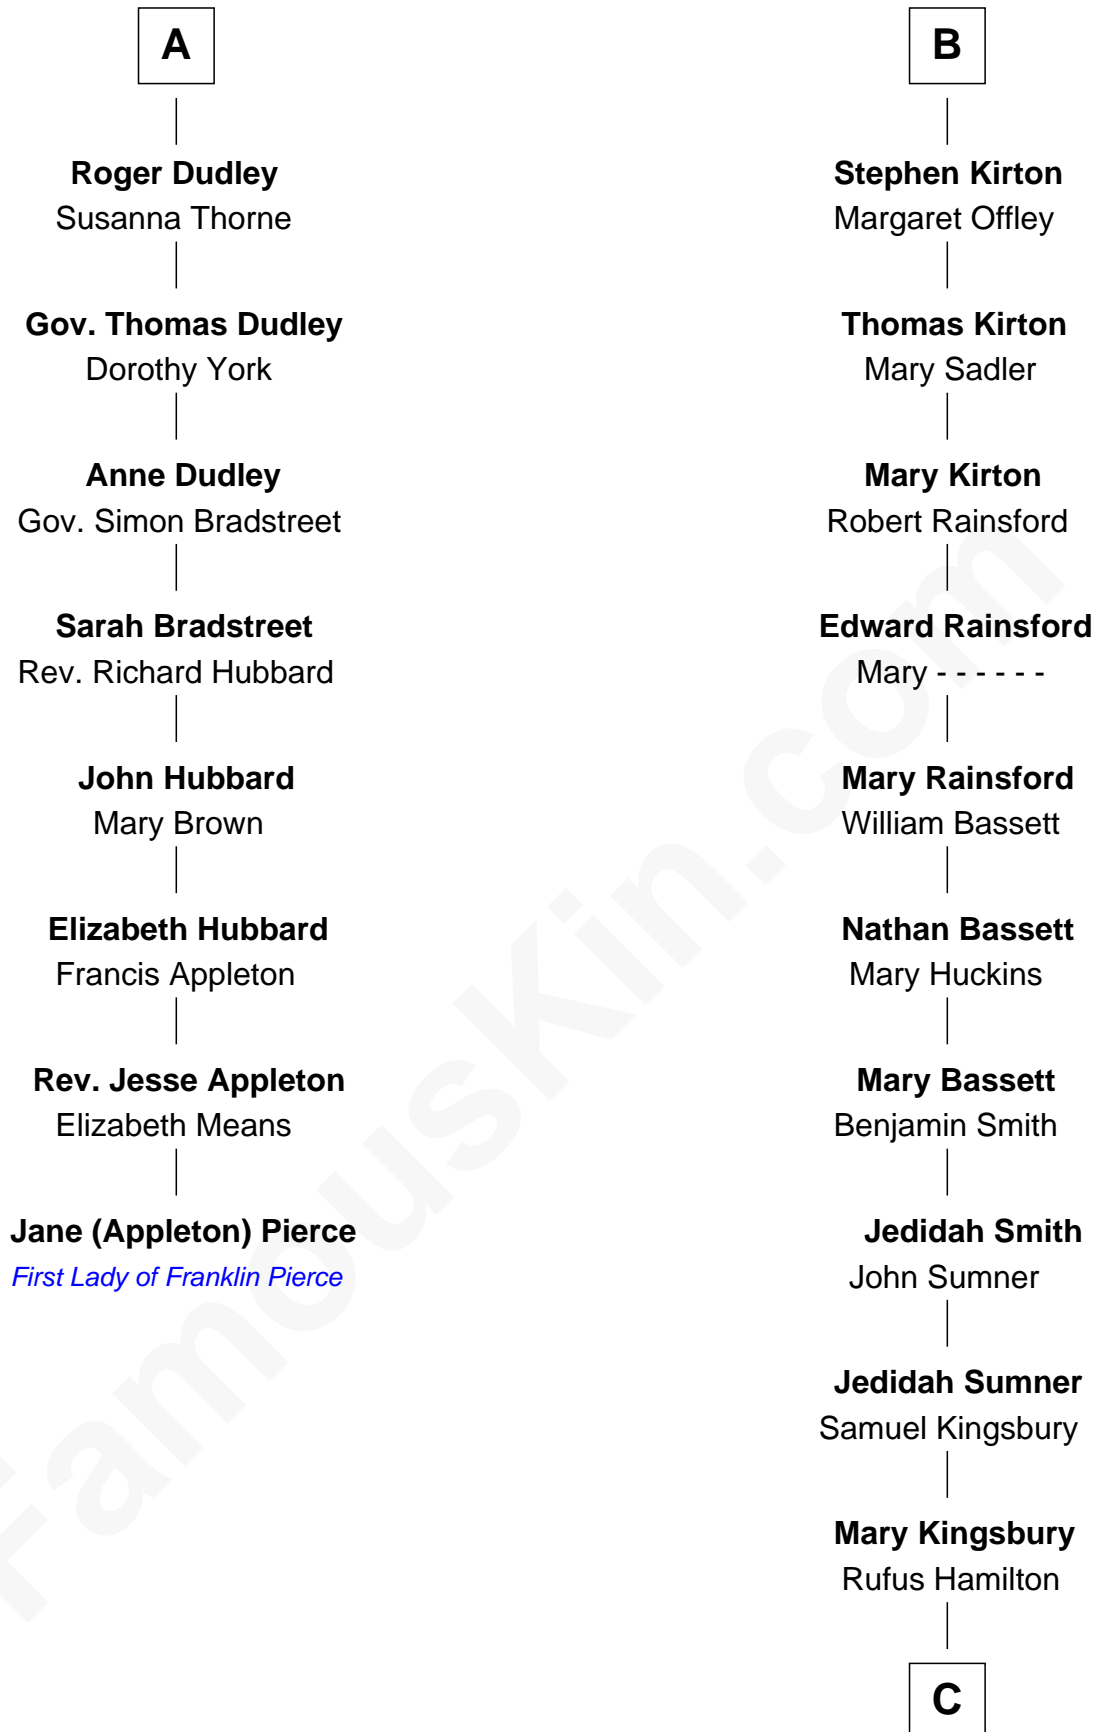 A
Roger Dudley
Susanna Thorne
Gov. Thomas Dudley
Dorothy York
Anne Dudley
Gov. Simon Bradstreet
Sarah Bradstreet
Rev. Richard Hubbard
John Hubbard
Mary Brown
Elizabeth Hubbard
Francis Appleton
Rev. Jesse Appleton
Elizabeth Means
Jane (Appleton) Pierce
First Lady of Franklin Pierce
B
Stephen Kirton
Margaret Offley
Thomas Kirton
Mary Sadler
Mary Kirton
Robert Rainsford
Edward Rainsford
Mary - - - - - -
Mary Rainsford
William Bassett
Nathan Bassett
Mary Huckins
Mary Bassett
Benjamin Smith
Jedidah Smith
John Sumner
Jedidah Sumner
Samuel Kingsbury
Mary Kingsbury
Rufus Hamilton
C
FamousKin.com